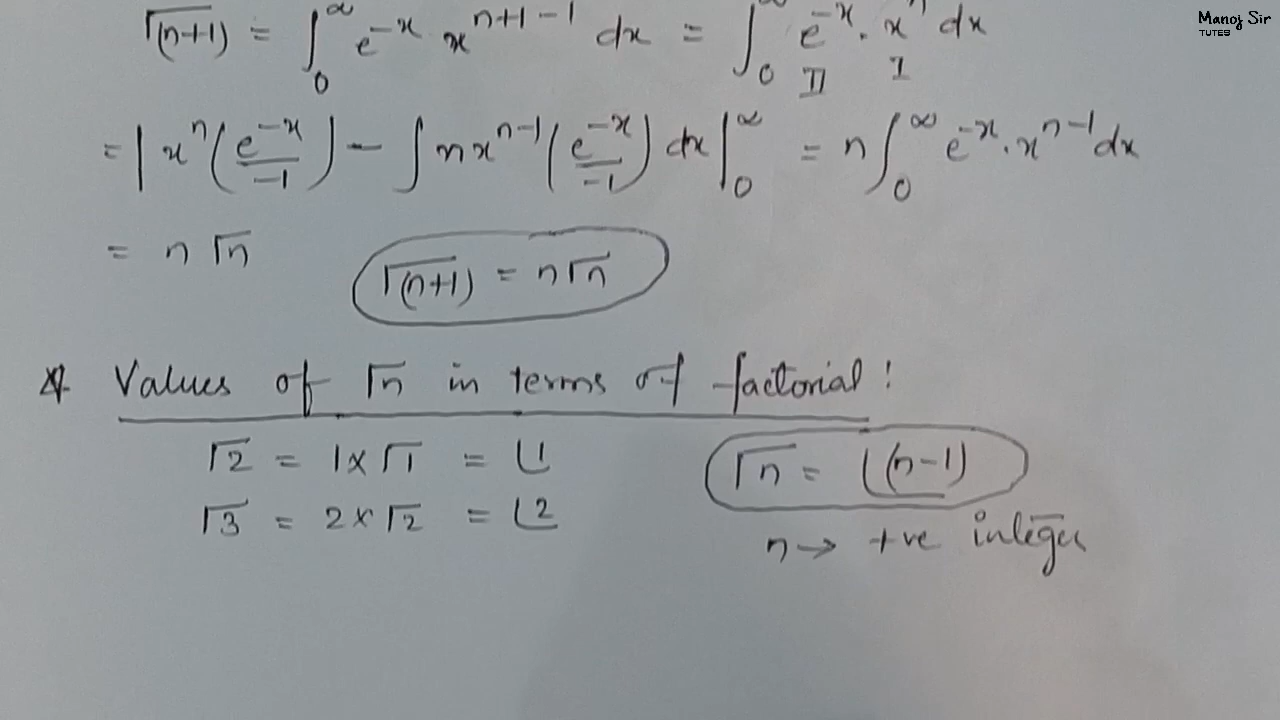 Manoj Sir
TUTES
Γ(n+1) = ∫₀^∞ e^{-x} x^{n+1-1} dx = ∫₀^∞ e^{-x} · x^n dx
II I
= | x^n (e^{-x}/-1) - ∫ n x^{n-1} (e^{-x}/-1) dx |₀^∞ = n ∫₀^∞ e^{-x} · x^{n-1} dx
= n Γn
Γ(n+1) = n Γn
* Values of Γn in terms of factorial :
Γ2 = 1 × Γ1 = ⌊1
Γ3 = 2 × Γ2 = ⌊2
Γn = ⌊(n-1)
n → +ve integer